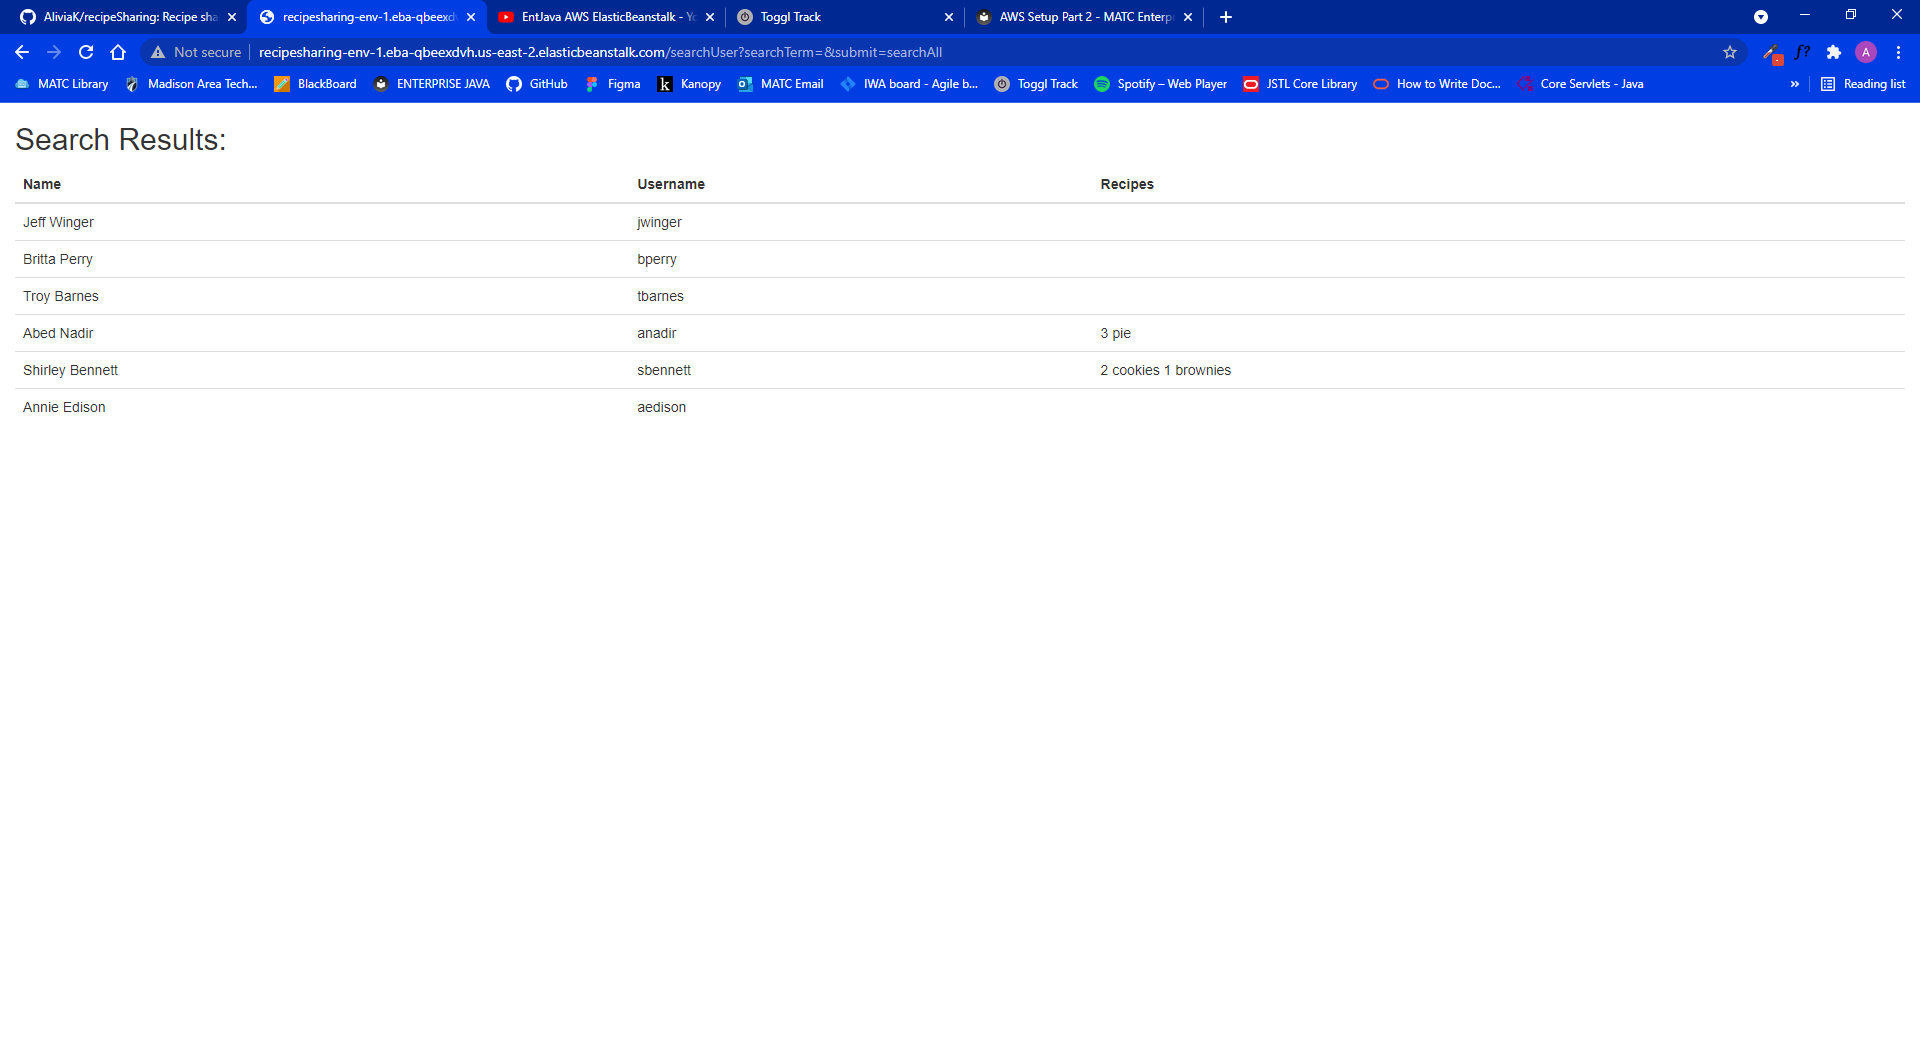 AliviaK/recipeSharing: Recipe sha
recipesharing-env-1.eba-qbeexdv
EntJava AWS ElasticBeanstalk - Yo
Toggl Track
AWS Setup Part 2 - MATC Enterpr
Not secure
recipesharing-env-1.eba-qbeexdvh.us-east-2.elasticbeanstalk.com/searchUser?searchTerm=&submit=searchAll
f?
A
MATC Library
Madison Area Tech...
BlackBoard
ENTERPRISE JAVA
GitHub
Figma
Kanopy
MATC Email
IWA board - Agile b...
Toggl Track
Spotify – Web Player
JSTL Core Library
How to Write Doc...
Core Servlets - Java
»
Reading list
Search Results:
Name Username Recipes
Jeff Winger jwinger
Britta Perry bperry
Troy Barnes tbarnes
Abed Nadir anadir 3 pie
Shirley Bennett sbennett 2 cookies 1 brownies
Annie Edison aedison